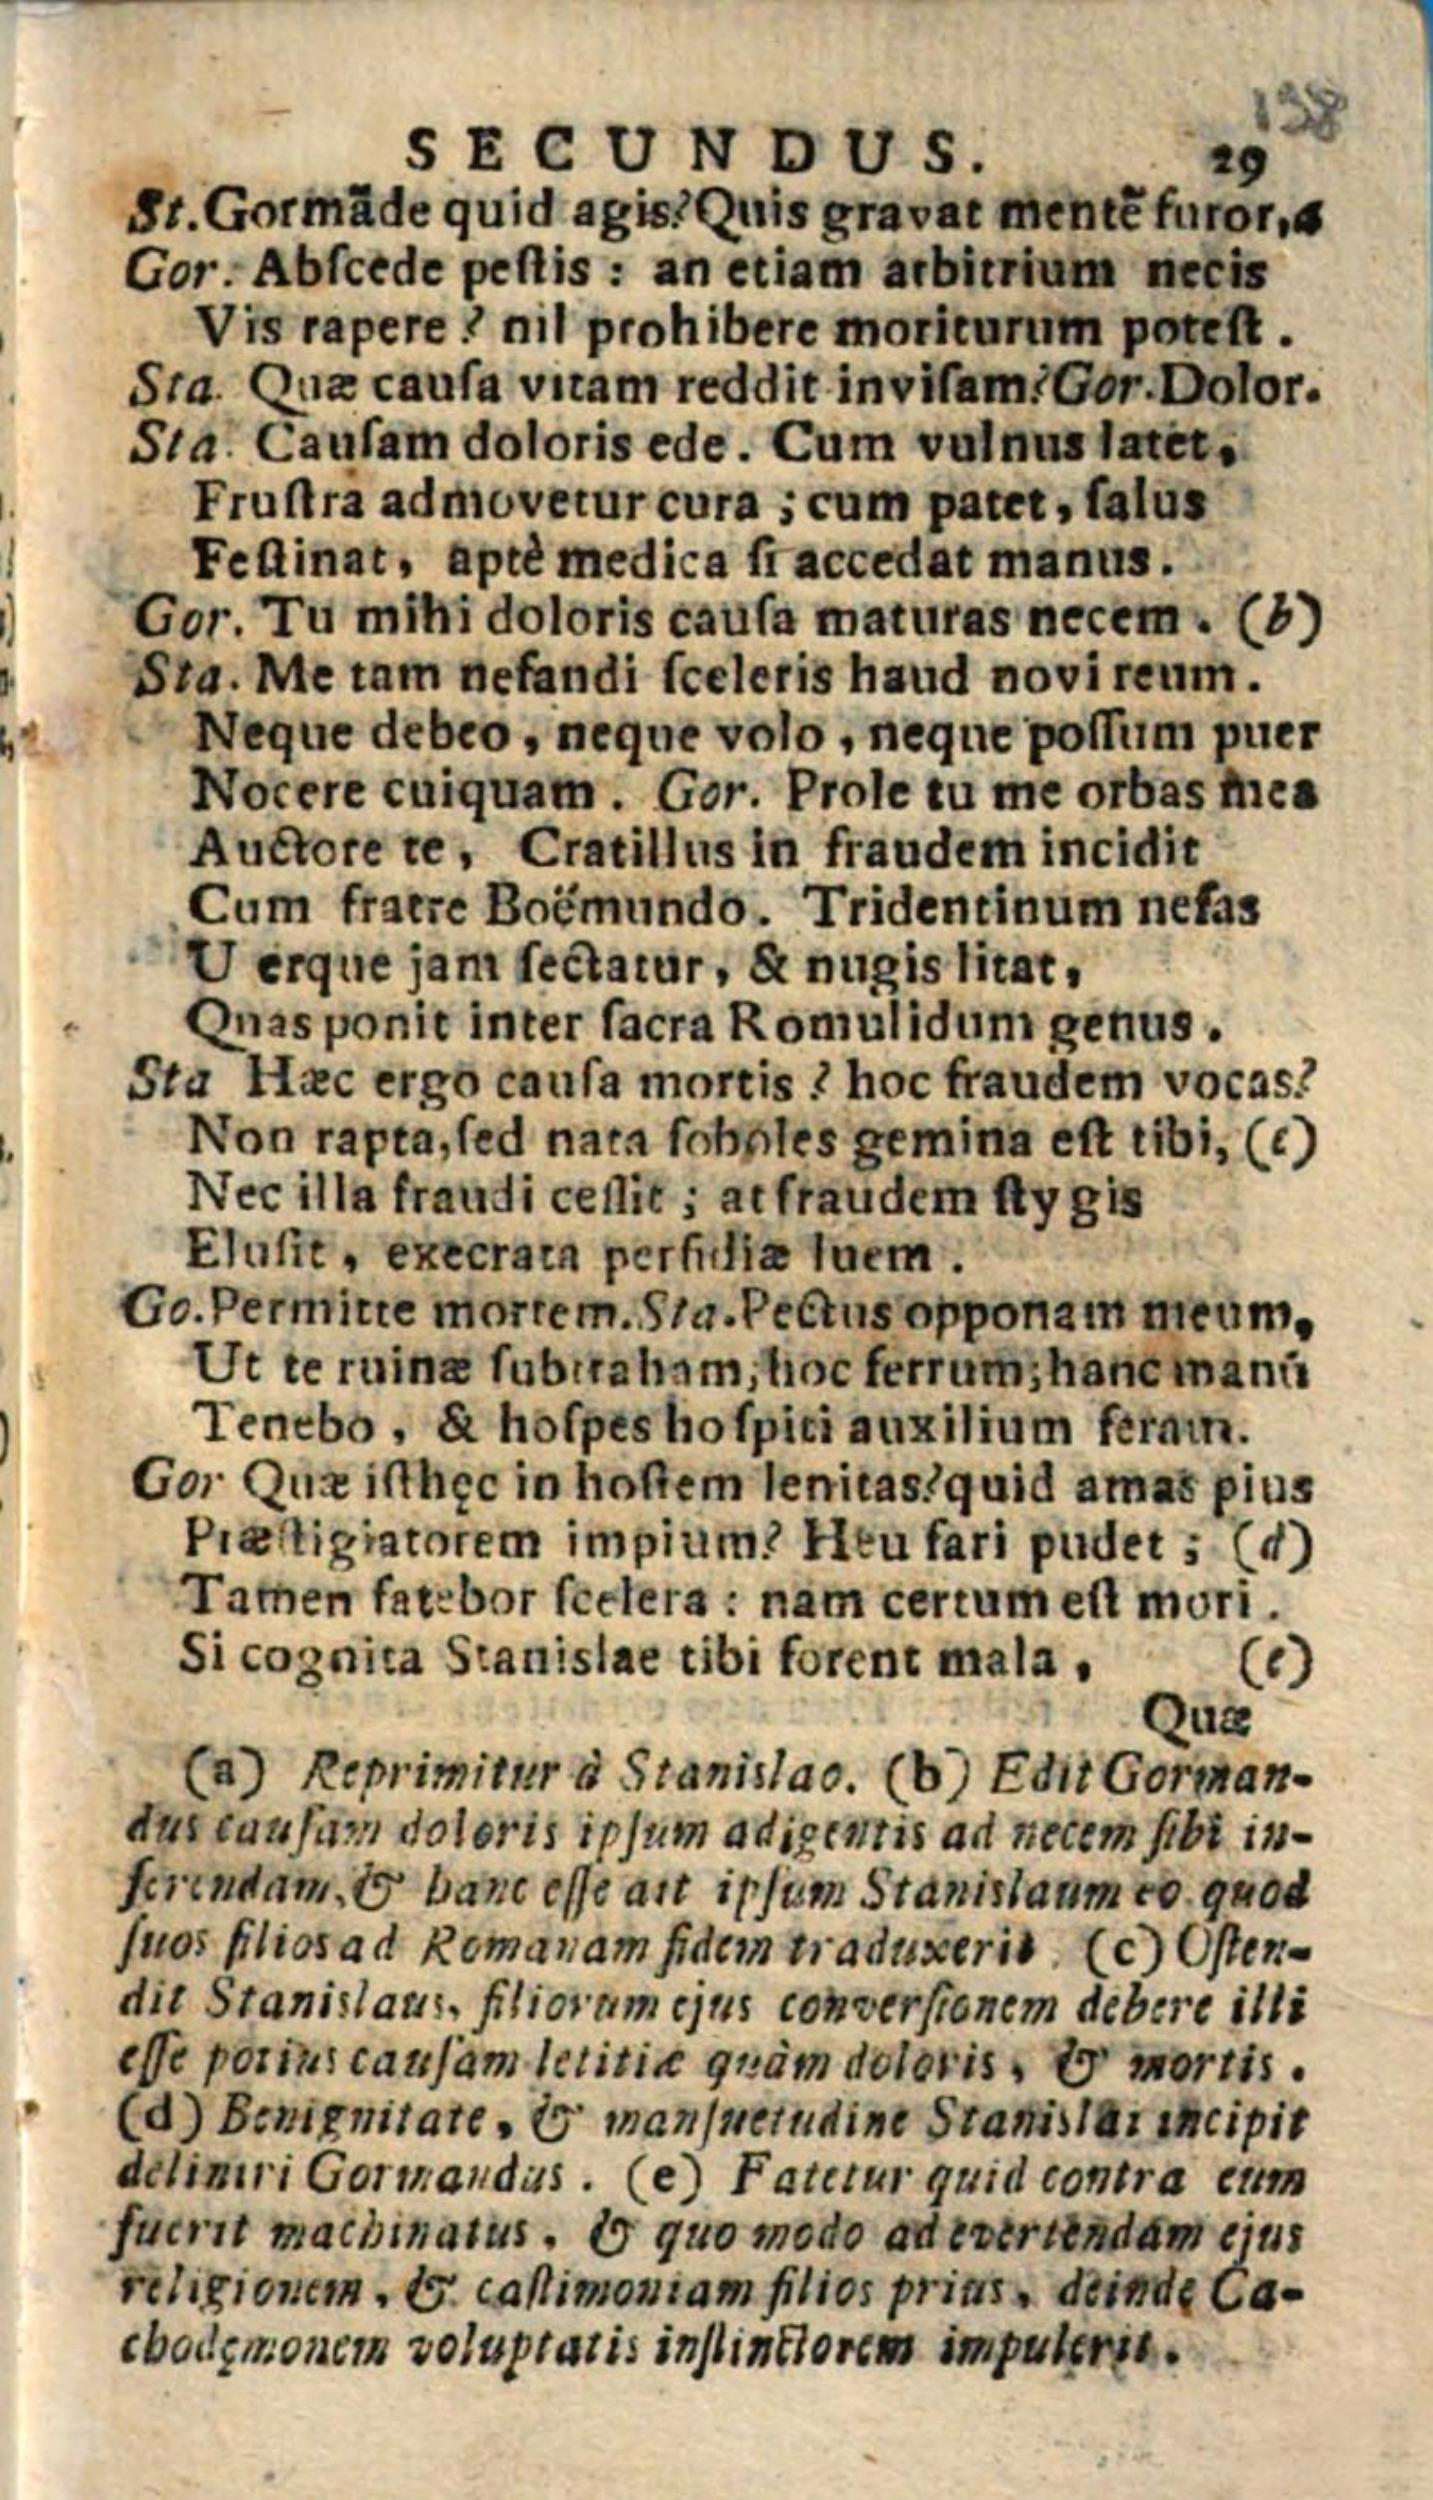 138
SECUNDUS. 29
St. Gormãde quid agis? Quis gravat mentẽ furor, a
Gor. Abſcede peſtis : an etiam arbitrium necis
Vis rapere ? nil prohibere moriturum poteſt .
Sta. Quæ cauſa vitam reddit inviſam? Gor. Dolor.
Sta. Cauſam doloris ede . Cum vulnus latet,
Fruſtra admovetur cura ; cum patet, ſalus
Feſtinat, aptè medica ſi accedat manus .
Gor. Tu mihi doloris cauſa maturas necem . (b)
Sta. Me tam nefandi ſceleris haud novi reum .
Neque debeo , neque volo , neque poſſum puer
Nocere cuiquam . Gor. Prole tu me orbas mea
Auctore te , Cratillus in fraudem incidit
Cum fratre Boëmundo . Tridentinum nefas
U erque jam ſectatur , & nugis litat,
Quas ponit inter ſacra Romulidum genus .
Sta Hæc ergo cauſa mortis ? hoc fraudem vocas?
Non rapta, ſed nata ſoboles gemina eſt tibi, (c)
Nec illa fraudi ceſſit ; at fraudem ſtygis
Eluſit , execrata perfidiæ luem .
Go. Permitte mortem. Sta. Pectus opponam meum,
Ut te ruinæ ſubtraham; hoc ferrum; hanc manũ
Tenebo , & hoſpes hoſpiti auxilium feram.
Gor Quæ iſthęc in hoſtem lenitas? quid amas pius
Præſtigiatorem impium? Heu fari pudet ; (d)
Tamen fatebor ſcelera : nam certum eſt mori .
Si cognita Stanislae tibi forent mala , (e)
Quæ
(a) Reprimitur à Stanislao. (b) Edit Gorman-
dus cauſam doloris ipſum adigentis ad necem ſibi in-
ferendam, & hanc eſſe ait ipſum Stanislaum eo quod
ſuos filios ad Romanam fidem traduxerit . (c) Oſten-
dit Stanislaus, filiorum ejus converſionem debere illi
eſſe potius cauſam letitiæ quàm doloris , & mortis .
(d) Benignitate , & manſuetudine Stanislai incipit
deliniri Gormandus . (e) Fatetur quid contra eum
fuerit machinatus , & quo modo ad evertendam ejus
religionem , & caſtimoniam filios prius , deinde Ca-
chodęmonem voluptatis inſtinctorem impulerit .